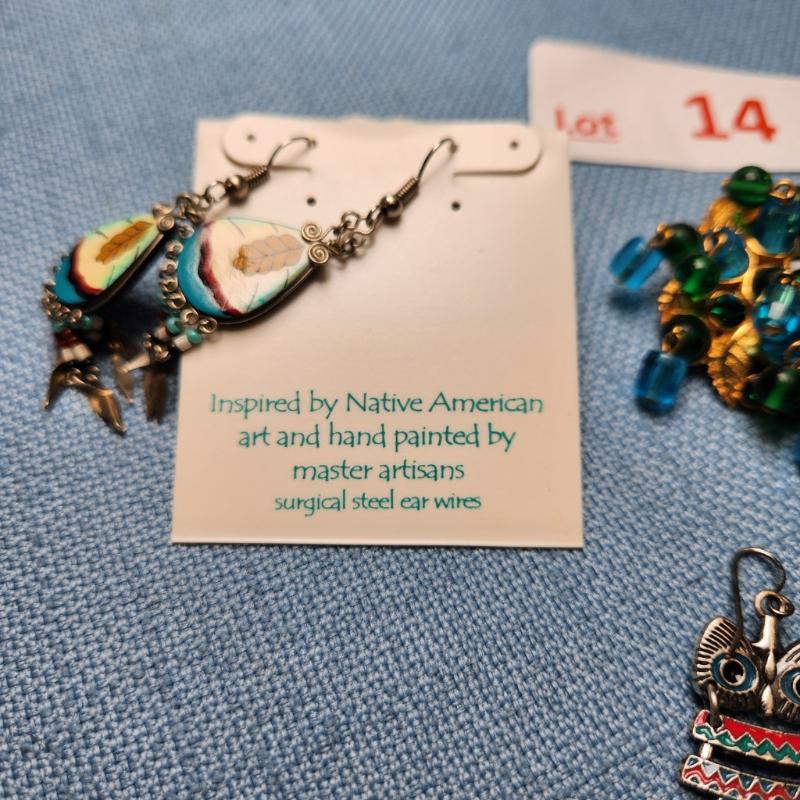 Lot 14
Inspired by Native American
art and hand painted by
master artisans
surgical steel ear wires